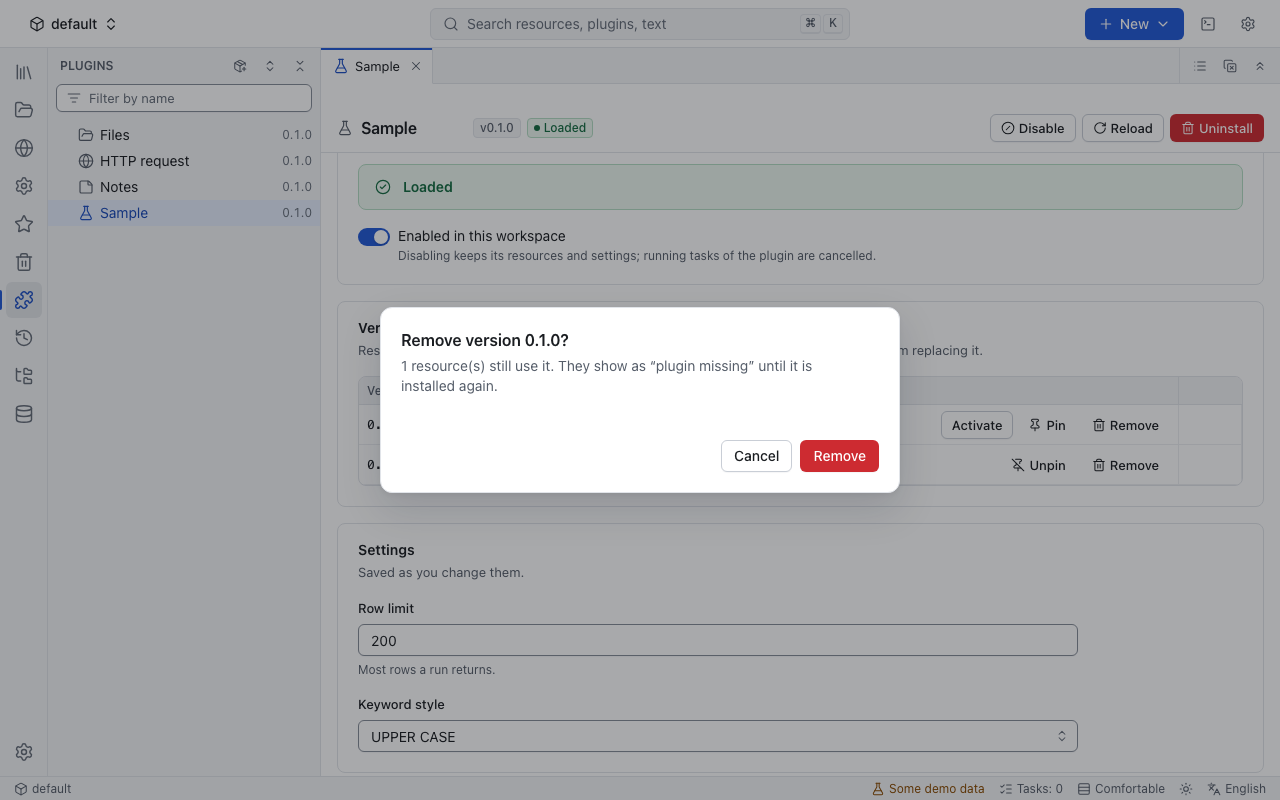 default
Search resources, plugins, text
⌘ K
New
PLUGINS
Sample
Filter by name
Files 0.1.0
HTTP request 0.1.0
Notes 0.1.0
Sample 0.1.0
Sample v0.1.0 Loaded
Disable Reload Uninstall
Loaded
Enabled in this workspace
Disabling keeps its resources and settings; running tasks of the plugin are cancelled.
replacing it.
Activate Pin Remove
Unpin Remove
Remove version 0.1.0?
1 resource(s) still use it. They show as “plugin missing” until it is
installed again.
Cancel Remove
Settings
Saved as you change them.
Row limit
200
Most rows a run returns.
Keyword style
UPPER CASE
default
Some demo data
Tasks: 0
Comfortable
English